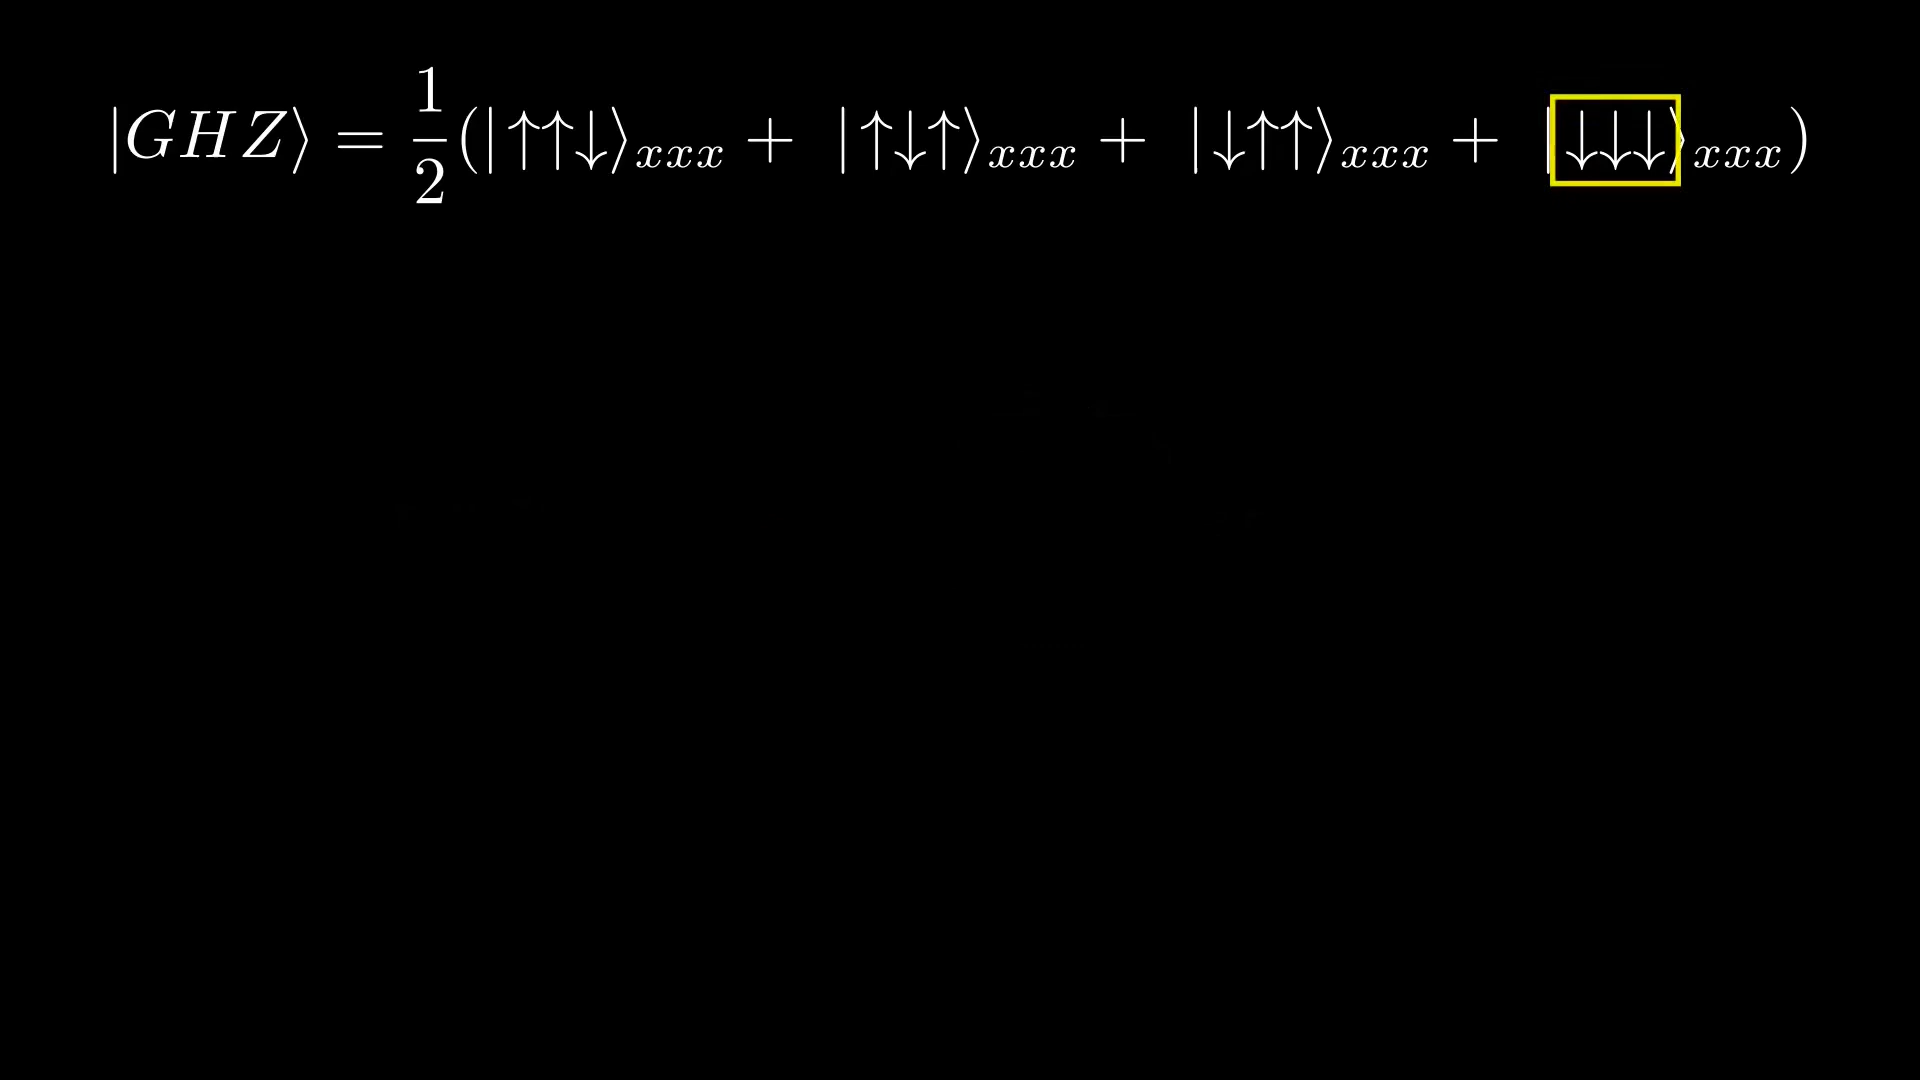 |GHZ⟩ = 1/2(|↑↑↓⟩xxx + |↑↓↑⟩xxx + |↓↑↑⟩xxx + |↓↓↓⟩xxx)